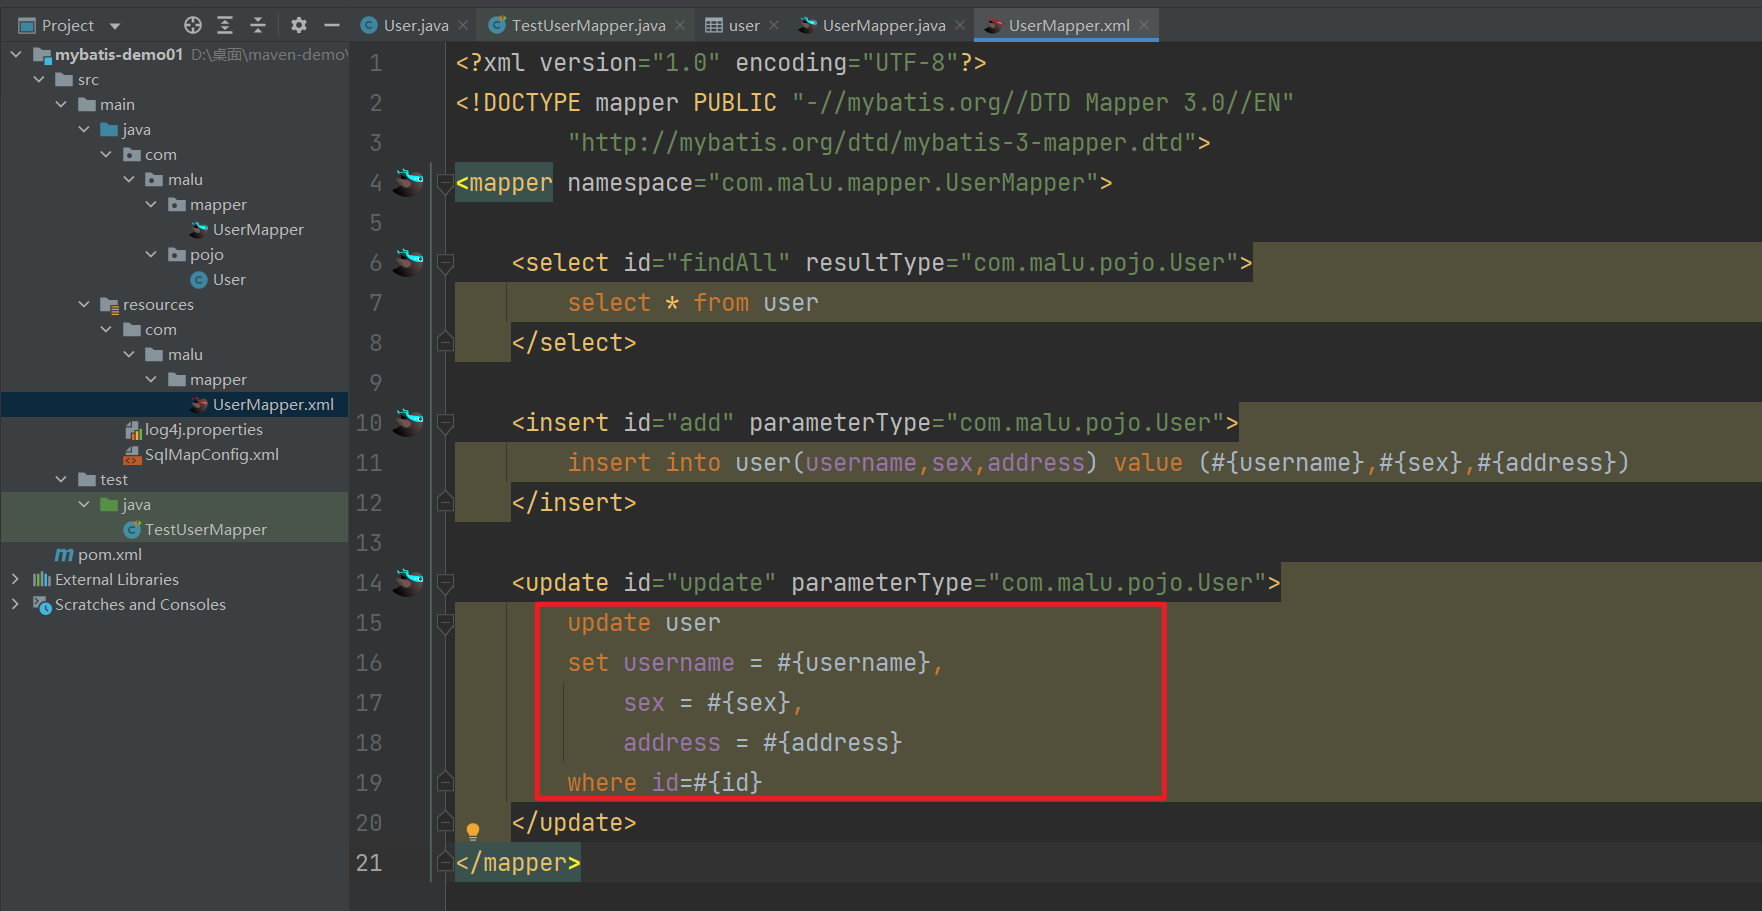 Project
User.java
TestUserMapper.java
user
UserMapper.java
UserMapper.xml
mybatis-demo01 D:\桌面\maven-demo\
src
main
java
com
malu
mapper
UserMapper
pojo
User
resources
com
malu
mapper
UserMapper.xml
log4j.properties
SqlMapConfig.xml
test
java
TestUserMapper
pom.xml
External Libraries
Scratches and Consoles
1 <?xml version="1.0" encoding="UTF-8"?>
2 <!DOCTYPE mapper PUBLIC "-//mybatis.org//DTD Mapper 3.0//EN"
3 "http://mybatis.org/dtd/mybatis-3-mapper.dtd">
4 <mapper namespace="com.malu.mapper.UserMapper">
5
6 <select id="findAll" resultType="com.malu.pojo.User">
7 select * from user
8 </select>
9
10 <insert id="add" parameterType="com.malu.pojo.User">
11 insert into user(username,sex,address) value (#{username},#{sex},#{address})
12 </insert>
13
14 <update id="update" parameterType="com.malu.pojo.User">
15 update user
16 set username = #{username},
17 sex = #{sex},
18 address = #{address}
19 where id=#{id}
20 </update>
21 </mapper>